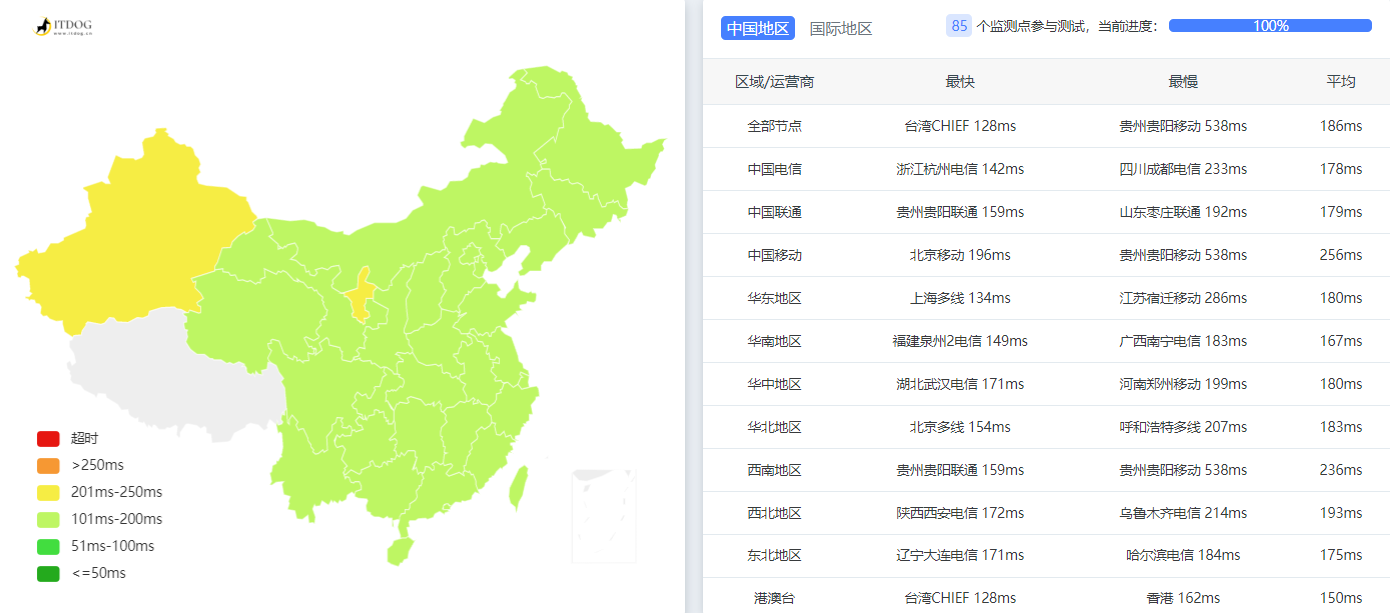 ITDOG
www.itdog.cn
超时
>250ms
201ms-250ms
101ms-200ms
51ms-100ms
<=50ms
中国地区 国际地区 85 个监测点参与测试，当前进度： 100%
区域/运营商 最快 最慢 平均
全部节点 台湾CHIEF 128ms 贵州贵阳移动 538ms 186ms
中国电信 浙江杭州电信 142ms 四川成都电信 233ms 178ms
中国联通 贵州贵阳联通 159ms 山东枣庄联通 192ms 179ms
中国移动 北京移动 196ms 贵州贵阳移动 538ms 256ms
华东地区 上海多线 134ms 江苏宿迁移动 286ms 180ms
华南地区 福建泉州2电信 149ms 广西南宁电信 183ms 167ms
华中地区 湖北武汉电信 171ms 河南郑州移动 199ms 180ms
华北地区 北京多线 154ms 呼和浩特多线 207ms 183ms
西南地区 贵州贵阳联通 159ms 贵州贵阳移动 538ms 236ms
西北地区 陕西西安电信 172ms 乌鲁木齐电信 214ms 193ms
东北地区 辽宁大连电信 171ms 哈尔滨电信 184ms 175ms
港澳台 台湾CHIEF 128ms 香港 162ms 150ms